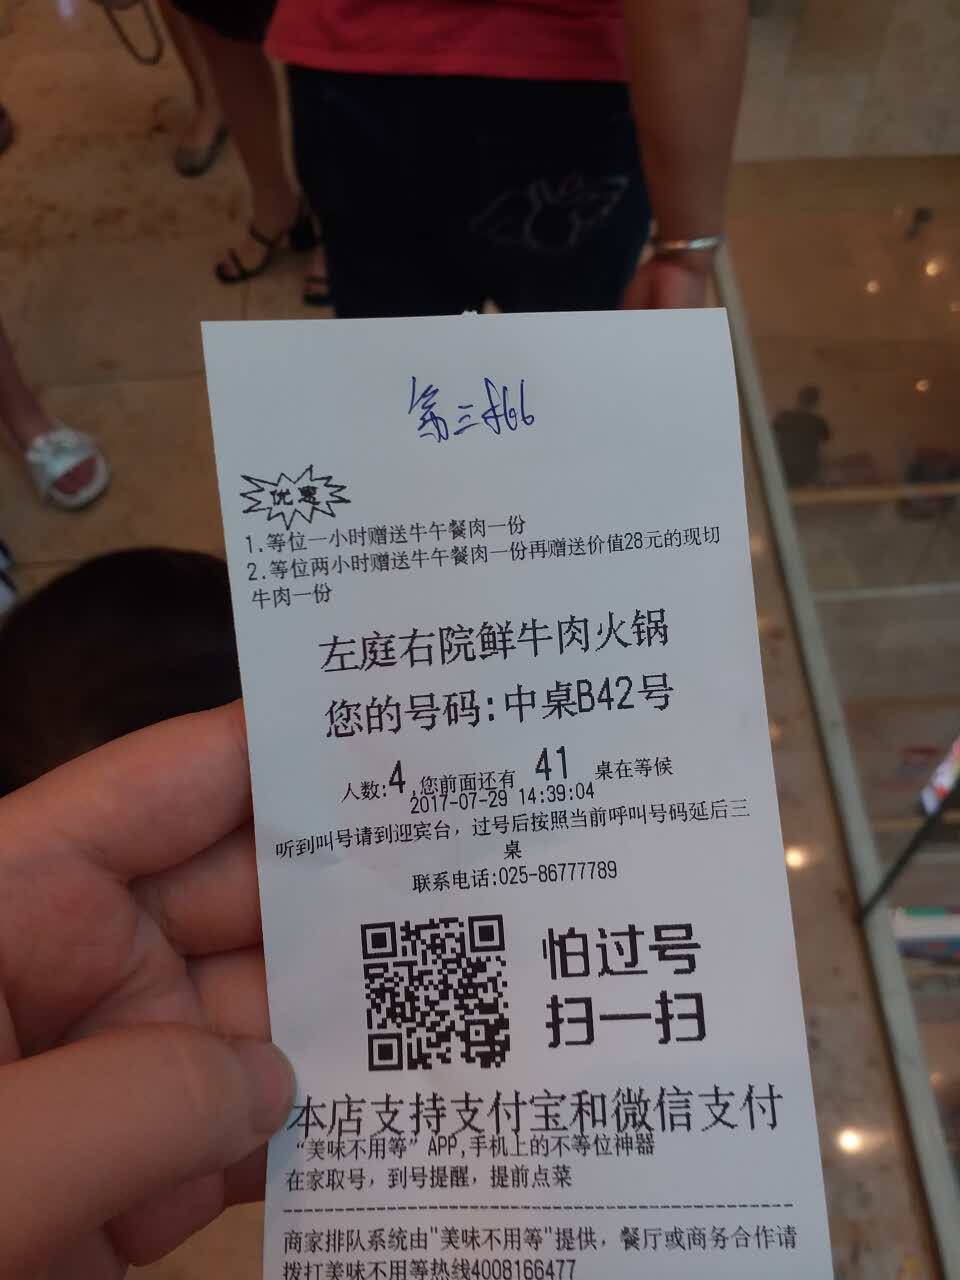 第三
优惠
1.等位一小时赠送牛午餐肉一份
2.等位两小时赠送牛午餐肉一份再赠送价值28元的现切
牛肉一份
左庭右院鲜牛肉火锅
您的号码:中桌B42号
人数:4,您前面还有 41 桌在等候
2017-07-29 14:39:04
听到叫号请到迎宾台，过号后按照当前呼叫号码延后三
桌
联系电话:025-86777789
怕过号
扫一扫
本店支持支付宝和微信支付
"美味不用等"APP,手机上的不等位神器
在家取号，到号提醒，提前点菜
商家排队系统由"美味不用等"提供，餐厅或商务合作请
拨打美味不用等热线4008166477